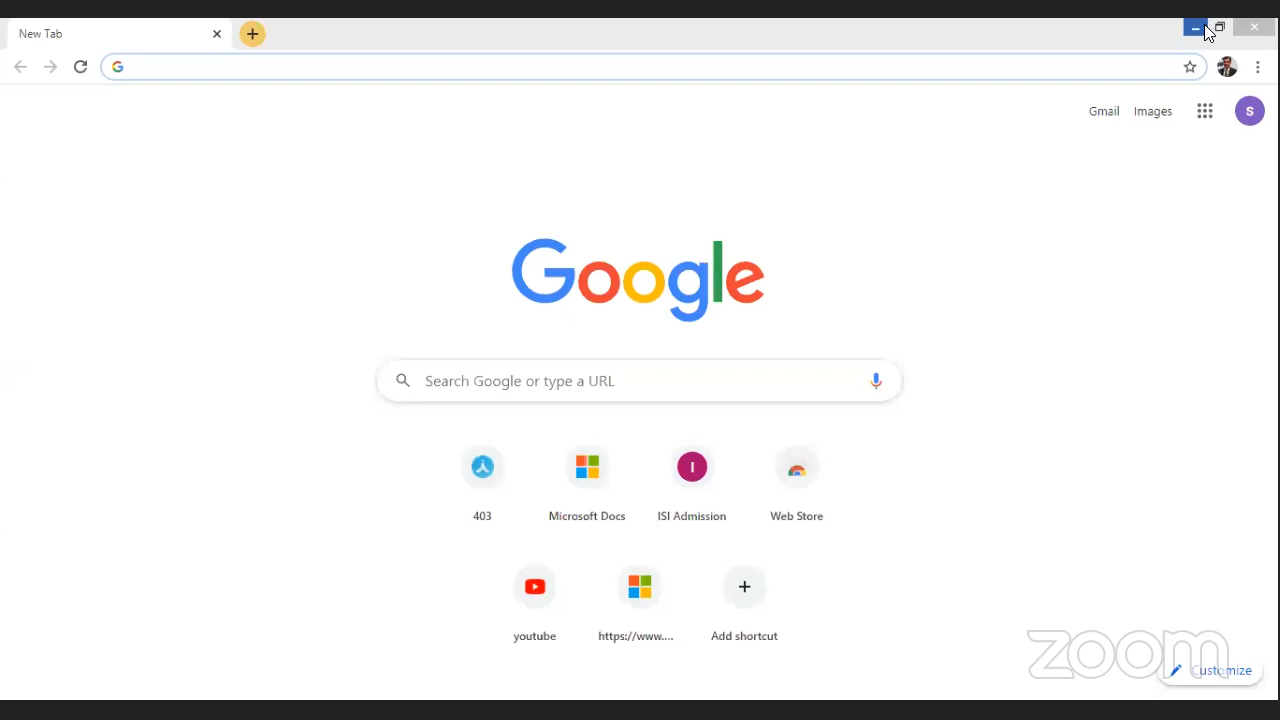 New Tab
Gmail Images
S
Google
Search Google or type a URL
I
403 Microsoft Docs ISI Admission Web Store
youtube https://www.... Add shortcut
zoom
Customize